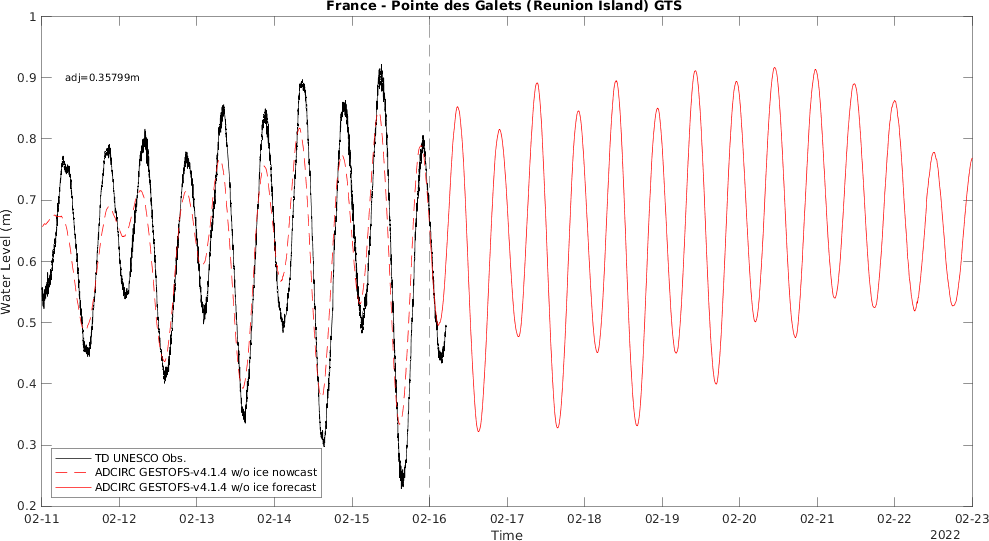 France - Pointe des Galets (Reunion Island) GTS
adj=0.35799m
Water Level (m)
1
0.9
0.8
0.7
0.6
0.5
0.4
0.3
0.2
TD UNESCO Obs.
ADCIRC GESTOFS-v4.1.4 w/o ice nowcast
ADCIRC GESTOFS-v4.1.4 w/o ice forecast
02-11 02-12 02-13 02-14 02-15 02-16 02-17 02-18 02-19 02-20 02-21 02-22 02-23
Time
2022